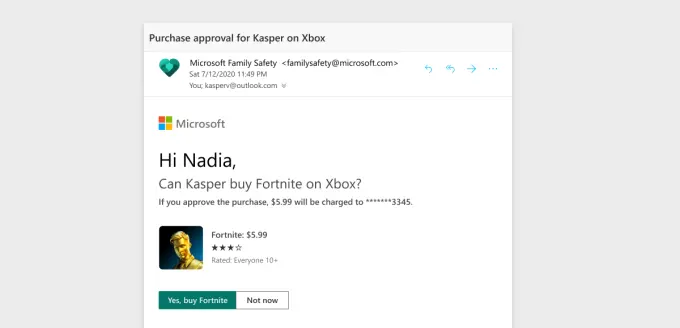 Purchase approval for Kasper on Xbox
Microsoft Family Safety <familysafety@microsoft.com>
Sat 7/12/2020 11:49 PM
You; kasperv@outlook.com
Microsoft
Hi Nadia,
Can Kasper buy Fortnite on Xbox?
If you approve the purchase, $5.99 will be charged to *******3345.
Fortnite: $5.99
Rated: Everyone 10+
Yes, buy Fortnite Not now